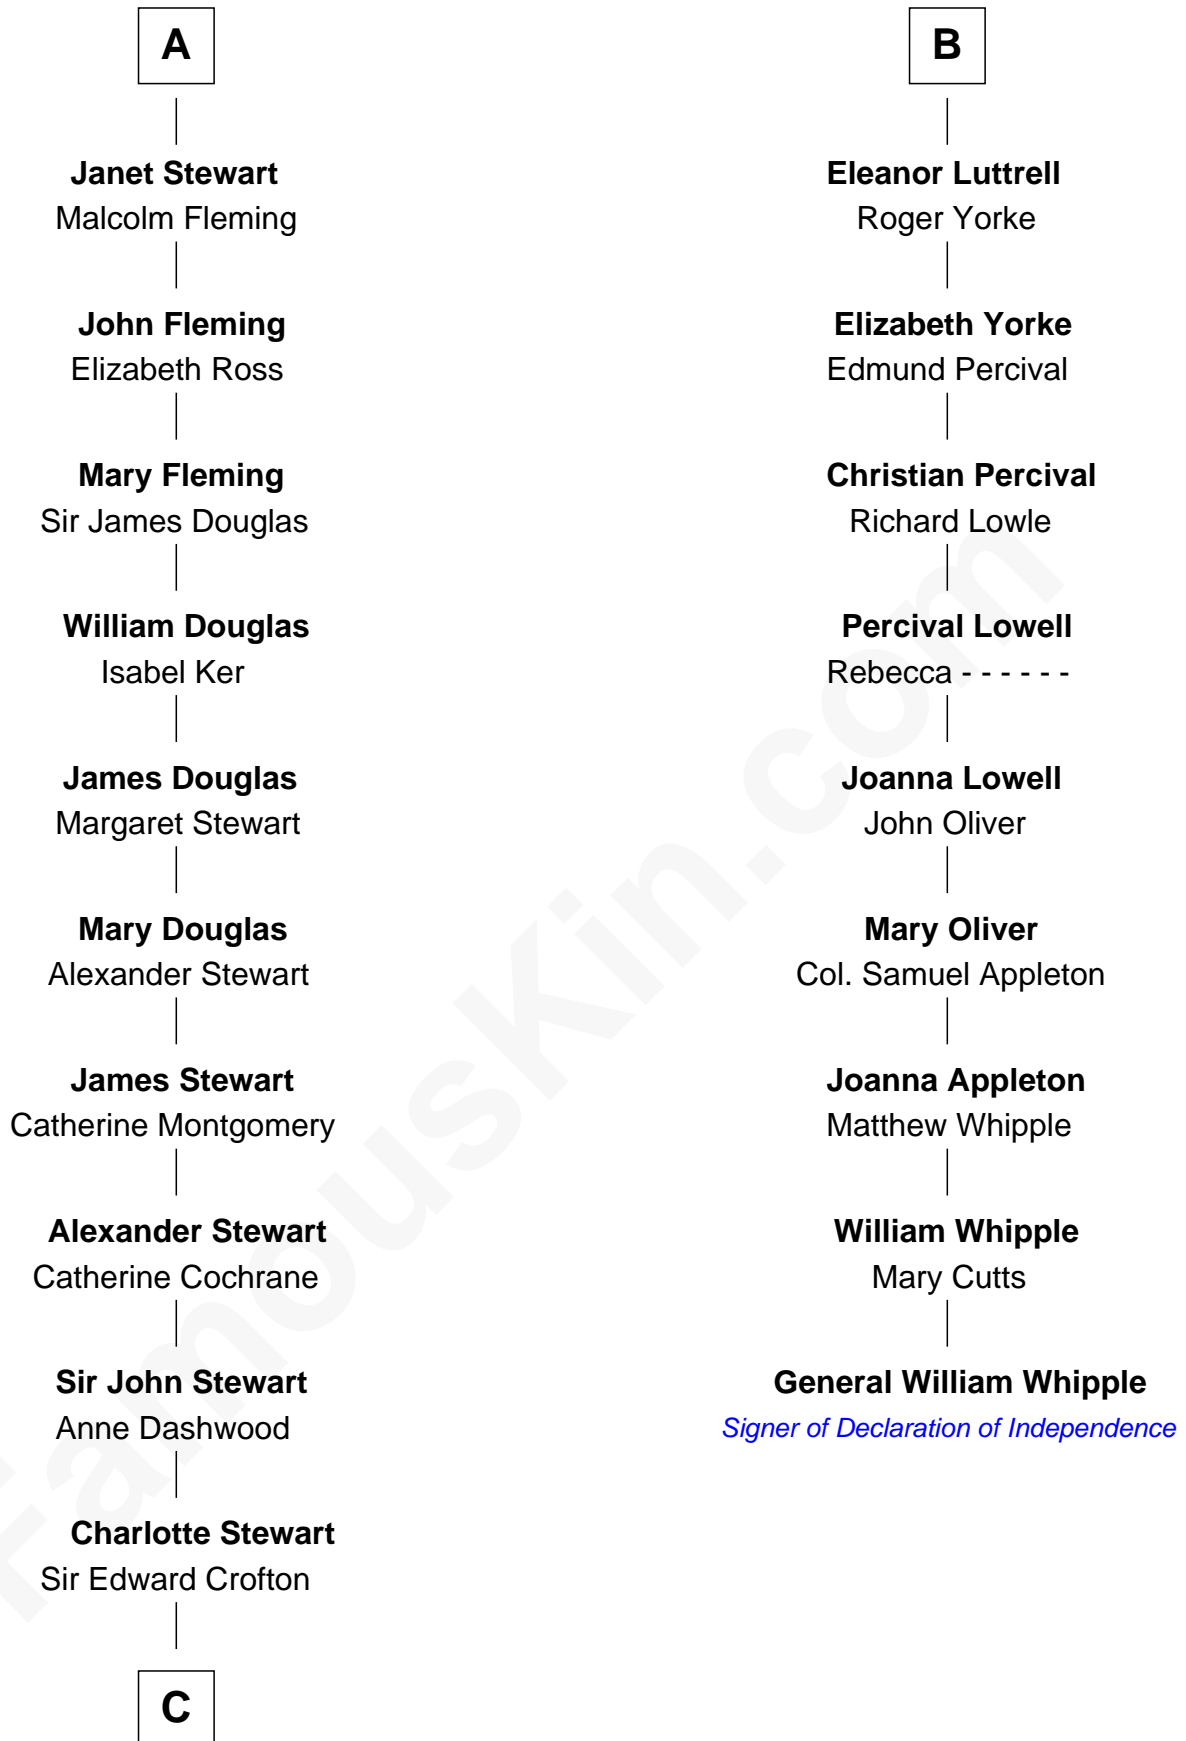 A
Janet Stewart
Malcolm Fleming
John Fleming
Elizabeth Ross
Mary Fleming
Sir James Douglas
William Douglas
Isabel Ker
James Douglas
Margaret Stewart
Mary Douglas
Alexander Stewart
James Stewart
Catherine Montgomery
Alexander Stewart
Catherine Cochrane
Sir John Stewart
Anne Dashwood
Charlotte Stewart
Sir Edward Crofton
C
B
Eleanor Luttrell
Roger Yorke
Elizabeth Yorke
Edmund Percival
Christian Percival
Richard Lowle
Percival Lowell
Rebecca - - - - - -
Joanna Lowell
John Oliver
Mary Oliver
Col. Samuel Appleton
Joanna Appleton
Matthew Whipple
William Whipple
Mary Cutts
General William Whipple
Signer of Declaration of Independence
FamousKin.com